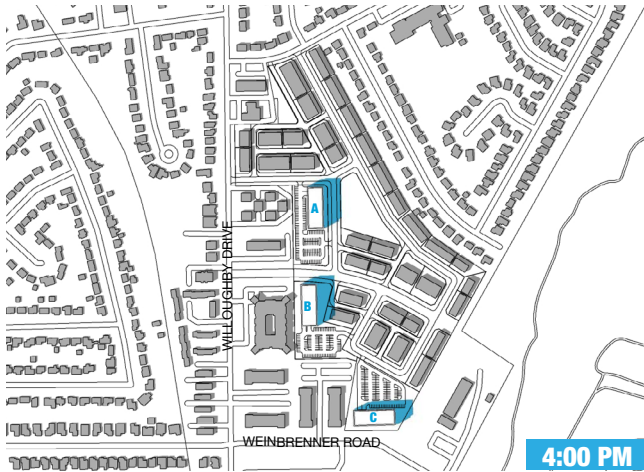 A
WILLOUGHBY DRIVE
B
C
WEINBRENNER ROAD
4:00 PM